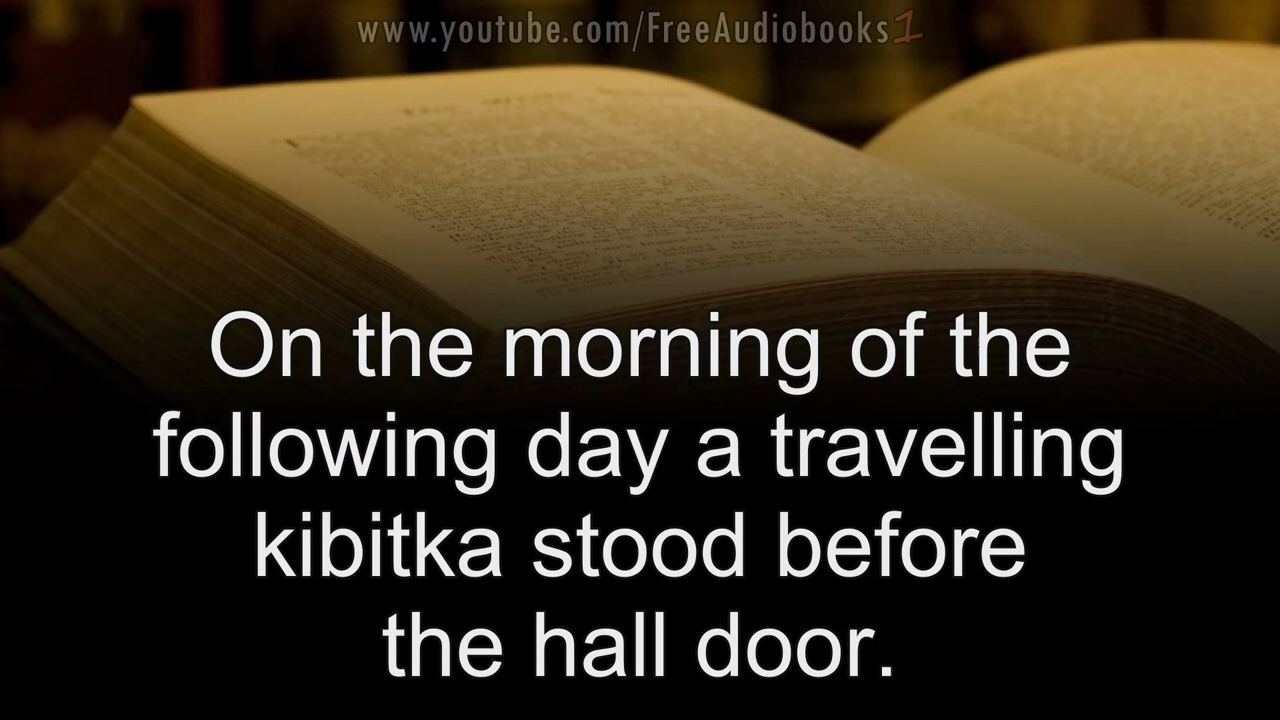 www.youtube.com/FreeAudiobooks1
On the morning of the
following day a travelling
kibitka stood before
the hall door.